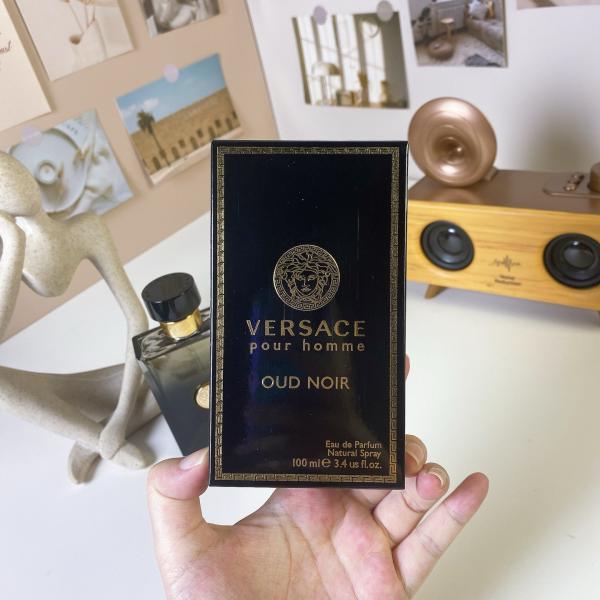 VERSACE
pour homme
OUD NOIR
Eau de Parfum
Natural Spray
100 ml ℮ 3.4 us fl.oz.